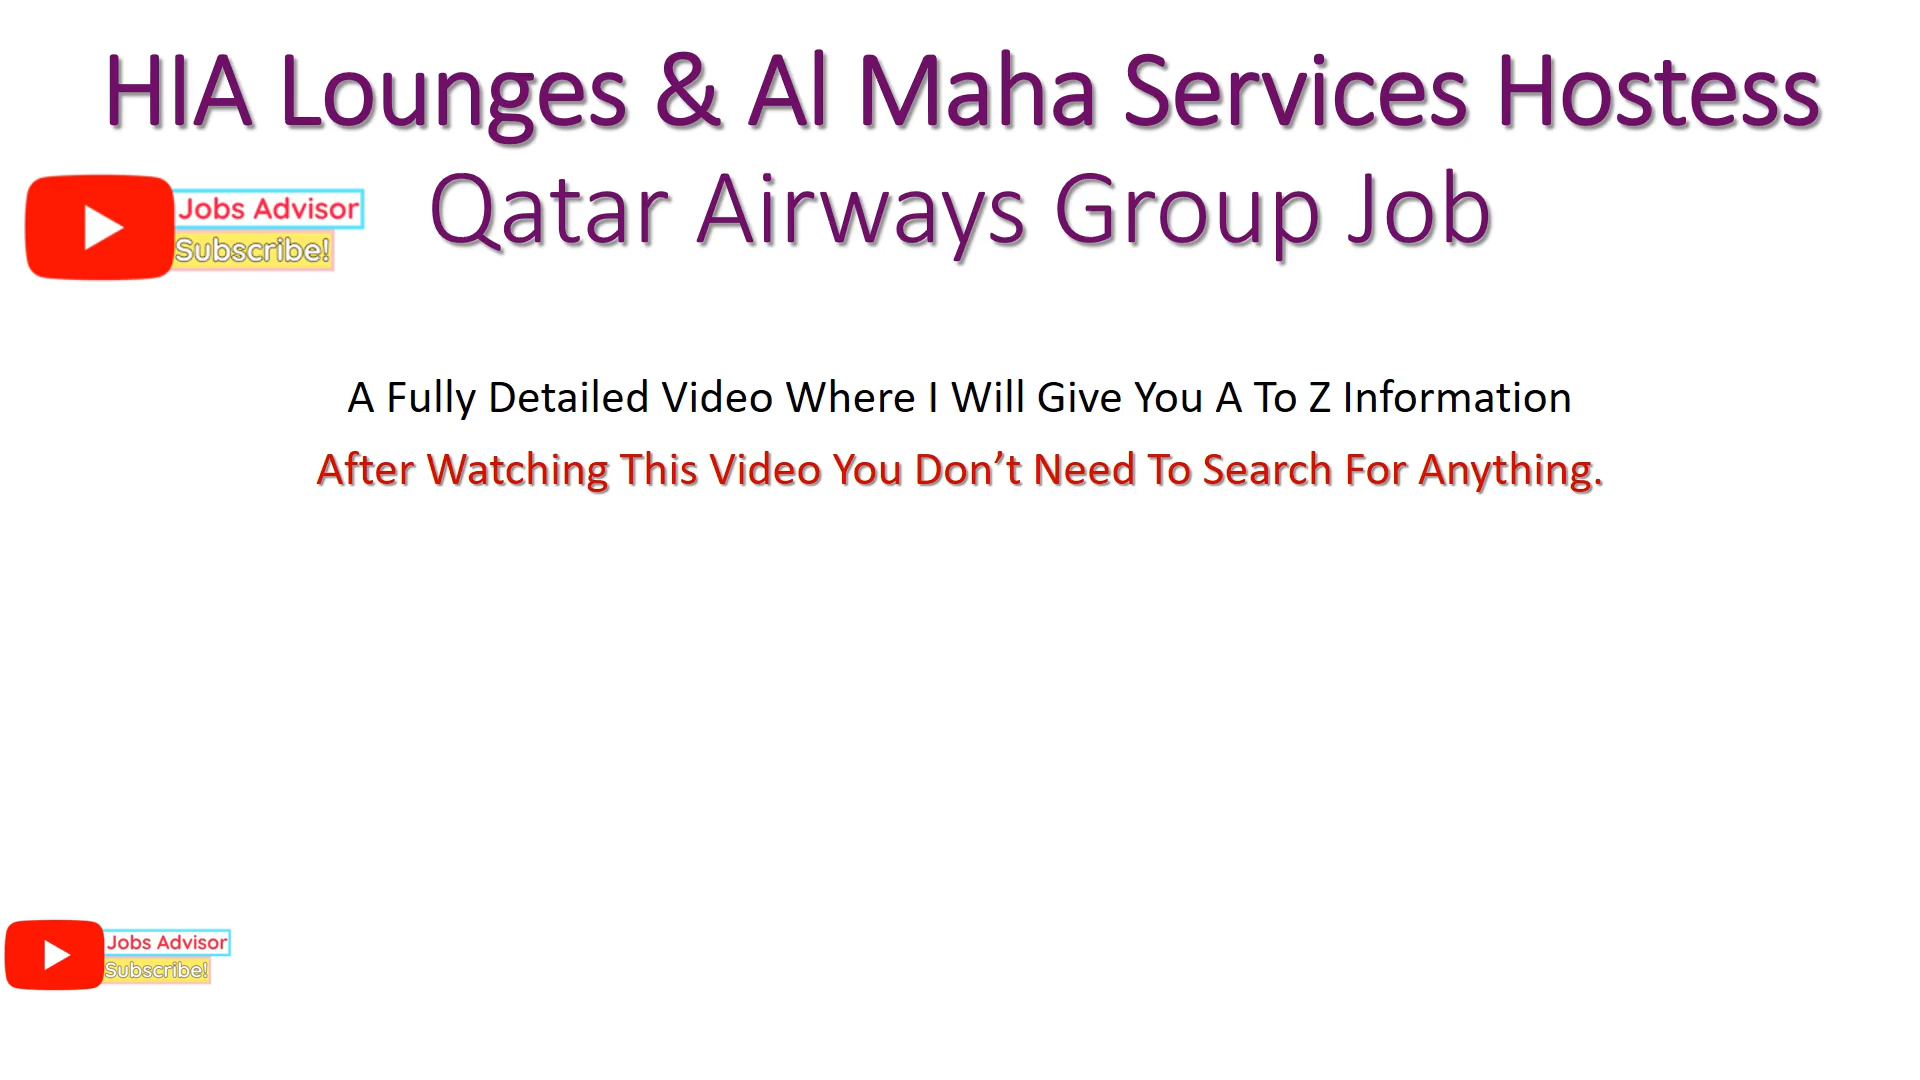 HIA Lounges & Al Maha Services Hostess
Qatar Airways Group Job
Jobs Advisor
Subscribe!
A Fully Detailed Video Where I Will Give You A To Z Information
After Watching This Video You Don’t Need To Search For Anything.
Jobs Advisor
Subscribe!